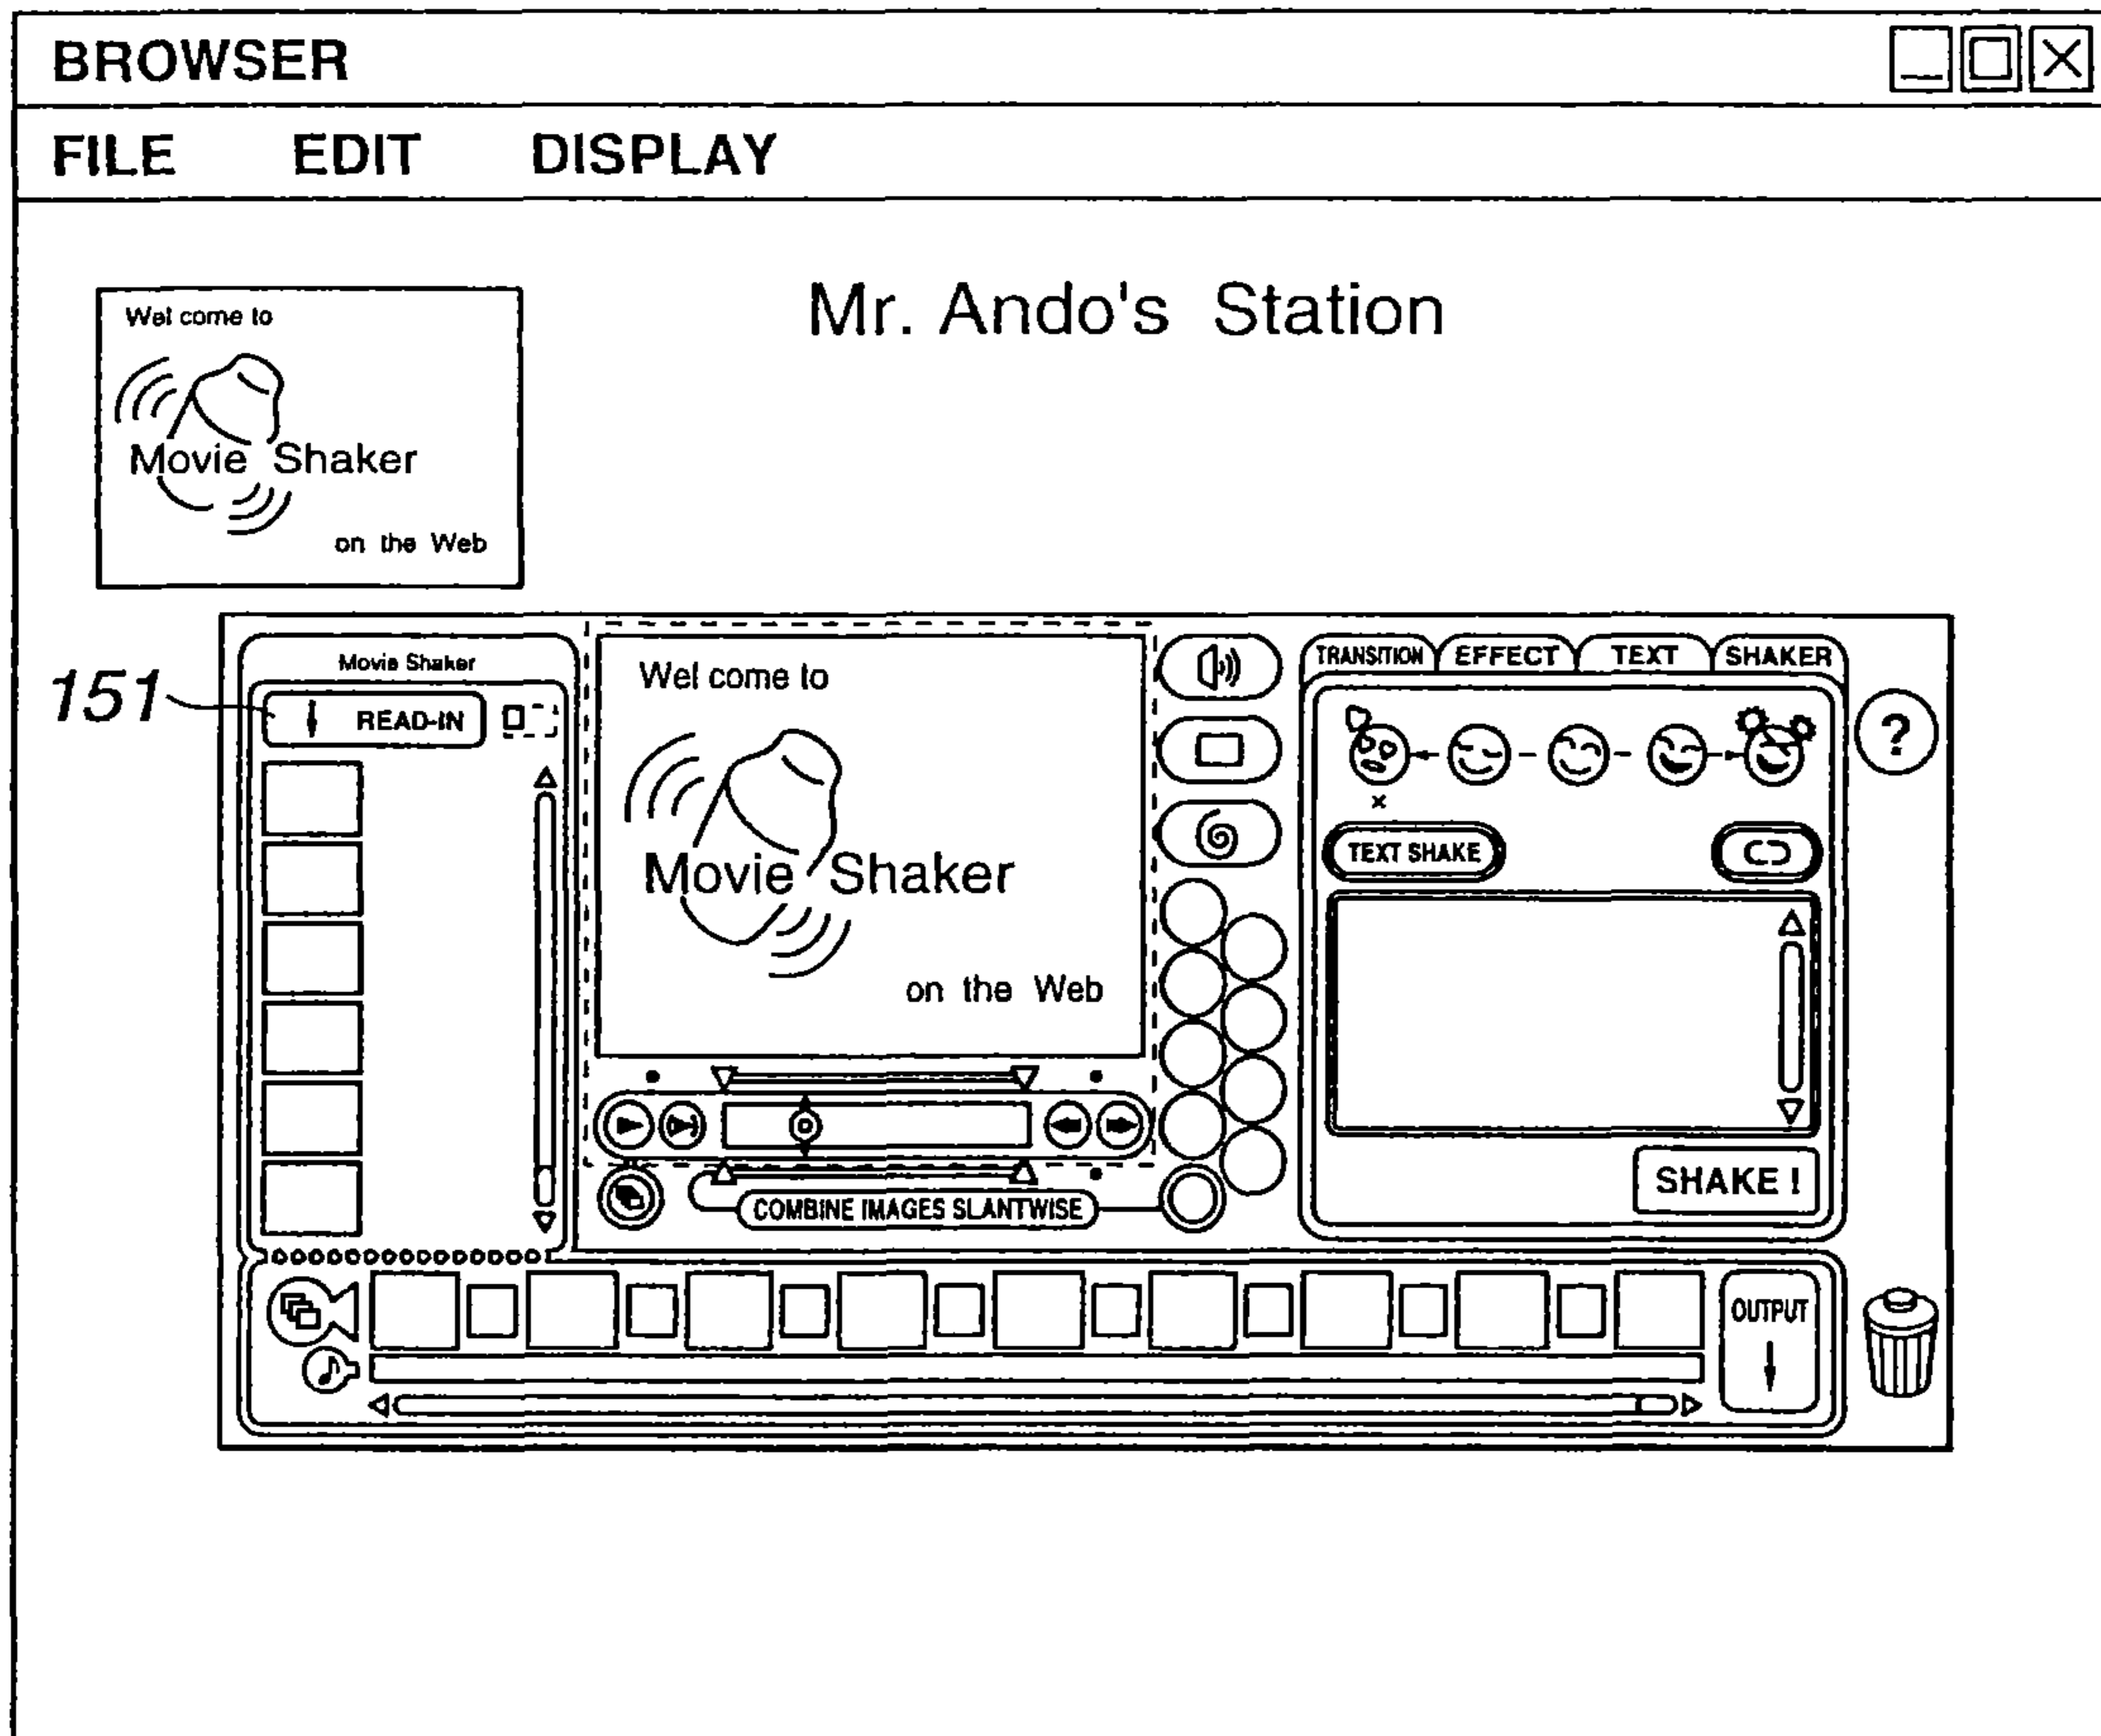 BROWSER
FILE EDIT DISPLAY
Mr. Ando's Station
Wel come to
Movie Shaker
on the Web
151
Movie Shaker
READ-IN
Wel come to
Movie Shaker
on the Web
TRANSITION EFFECT TEXT SHAKER
?
x
TEXT SHAKE
SHAKE !
COMBINE IMAGES SLANTWISE
OUTPUT